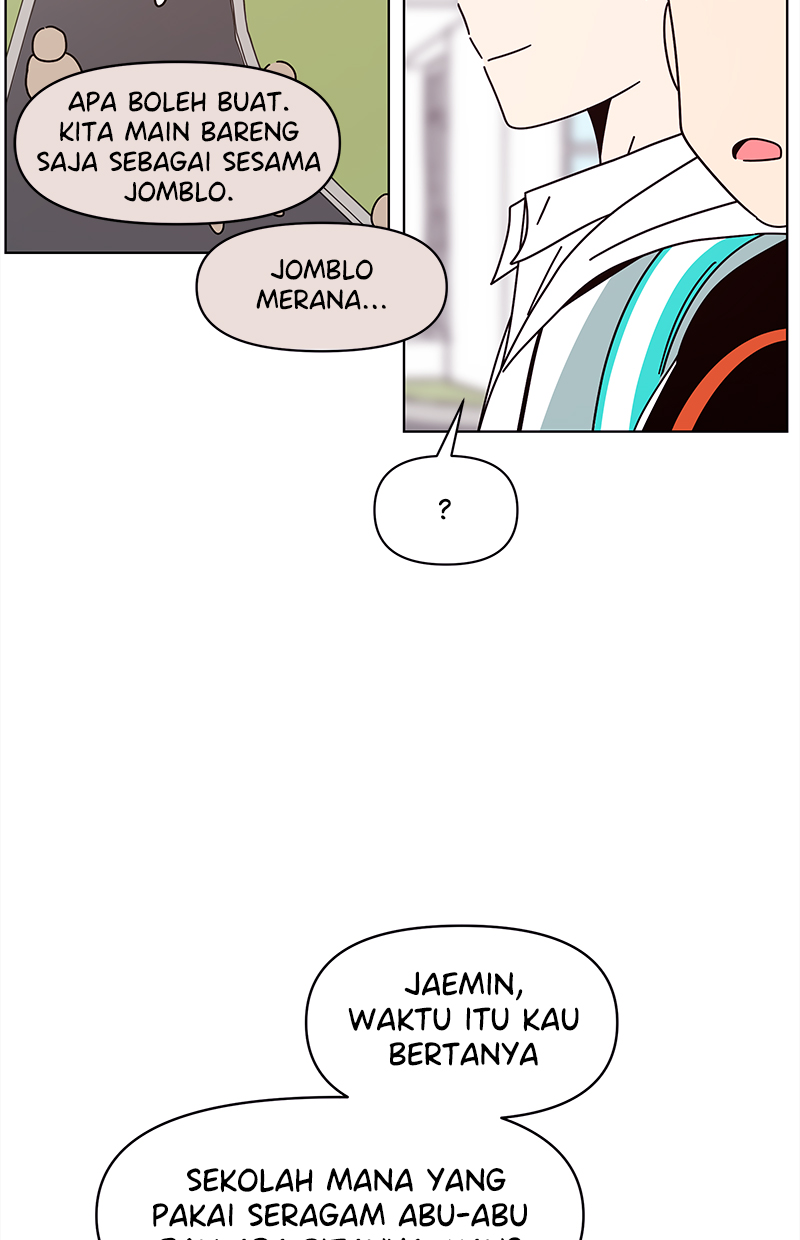 APA BOLEH BUAT.
KITA MAIN BARENG
SAJA SEBAGAI SESAMA
JOMBLO.
JOMBLO
MERANA...
?
JAEMIN,
WAKTU ITU KAU
BERTANYA
SEKOLAH MANA YANG
PAKAI SERAGAM ABU-ABU